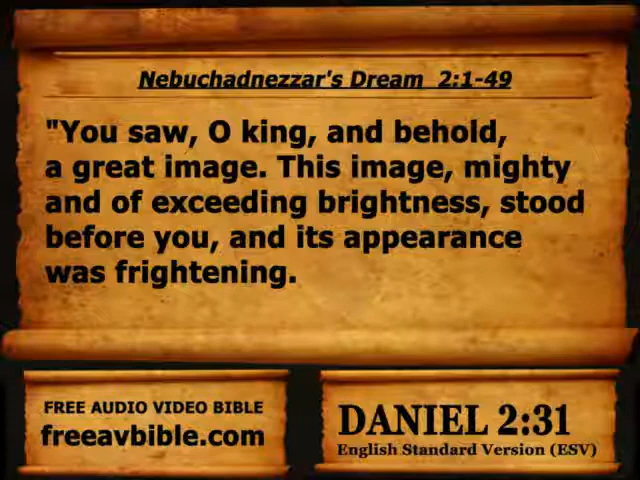 Nebuchadnezzar's Dream 2:1-49
"You saw, O king, and behold,
a great image. This image, mighty
and of exceeding brightness, stood
before you, and its appearance
was frightening.
FREE AUDIO VIDEO BIBLE
freeavbible.com
DANIEL 2:31
English Standard Version (ESV)